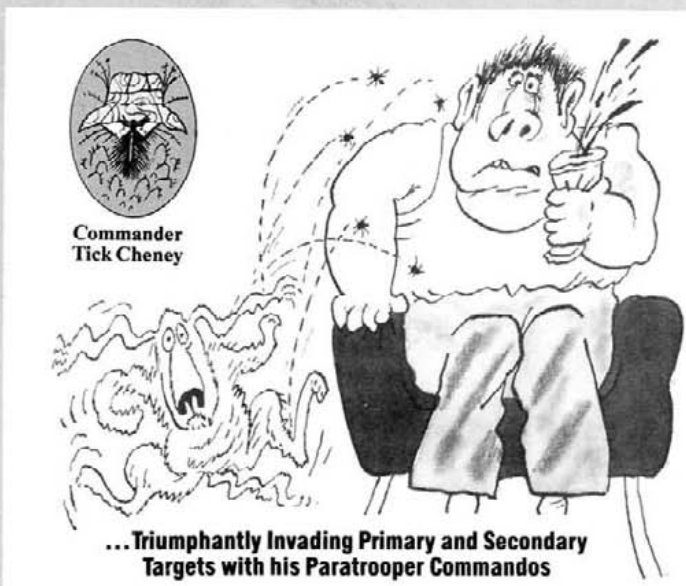 Commander
Tick Cheney
...Triumphantly Invading Primary and Secondary
Targets with his Paratrooper Commandos